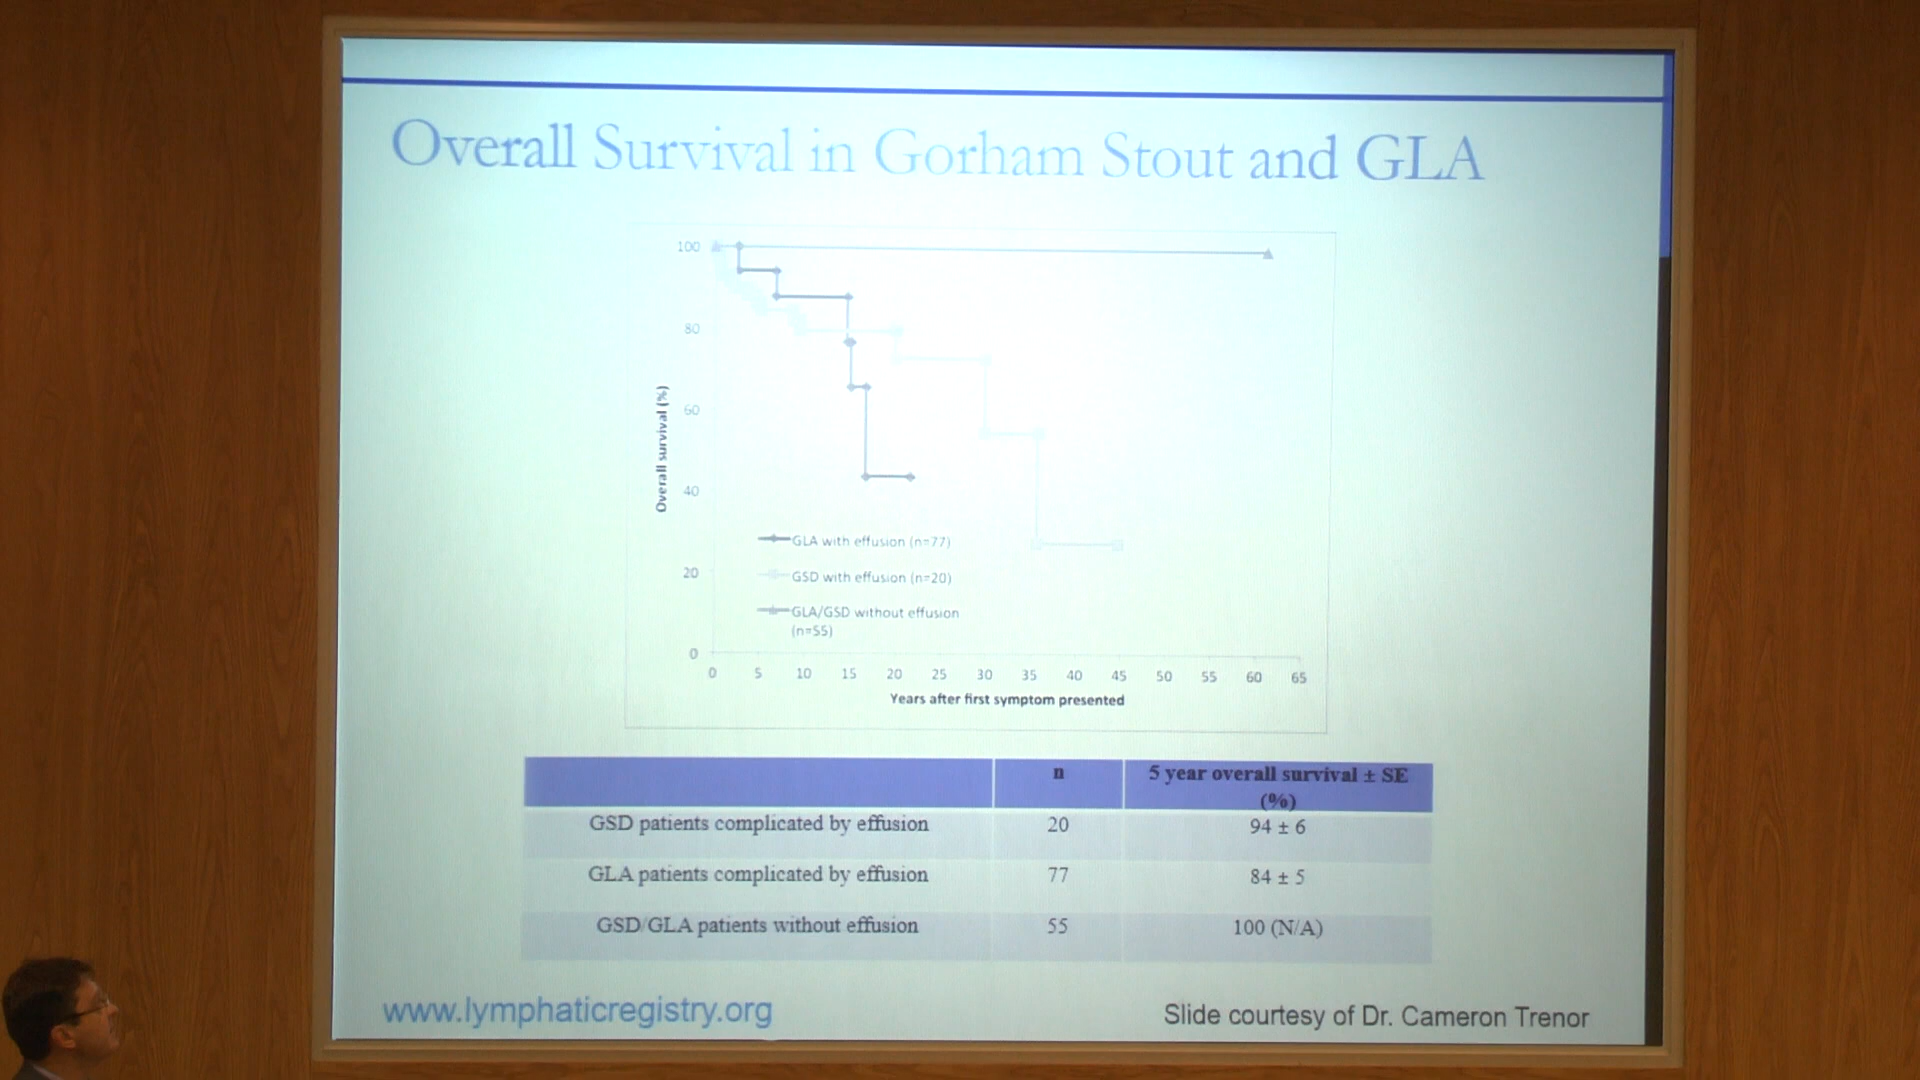 Overall Survival in Gorham Stout and GLA
100
80
60
40
20
0
Overall survival (%)
GLA with effusion (n=77)
GSD with effusion (n=20)
GLA/GSD without effusion
(n=55)
0 5 10 15 20 25 30 35 40 45 50 55 60 65
Years after first symptom presented
n 5 year overall survival ± SE
(%)
GSD patients complicated by effusion 20 94 ± 6
GLA patients complicated by effusion 77 84 ± 5
GSD/GLA patients without effusion 55 100 (N/A)
www.lymphaticregistry.org
Slide courtesy of Dr. Cameron Trenor